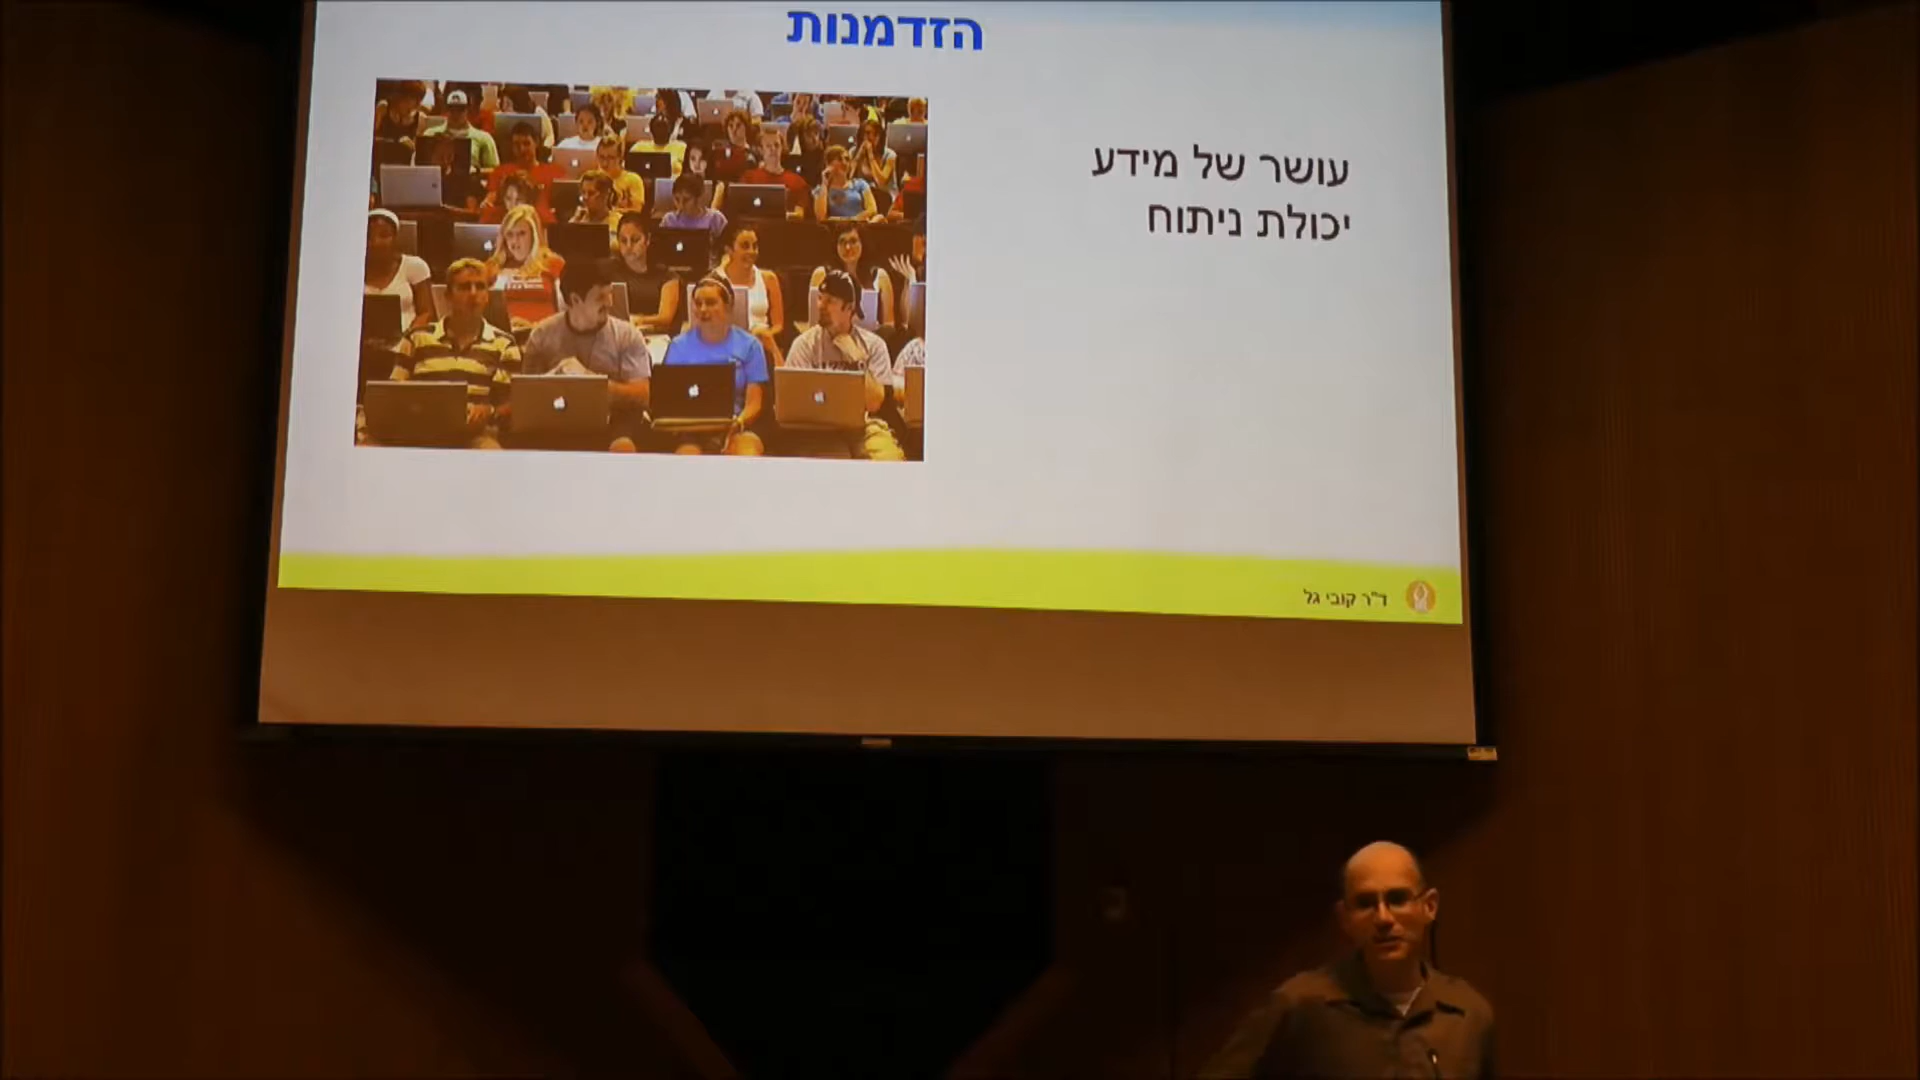 הזדמנות
עושר של מידע
יכולת ניתוח
ד"ר קובי גל